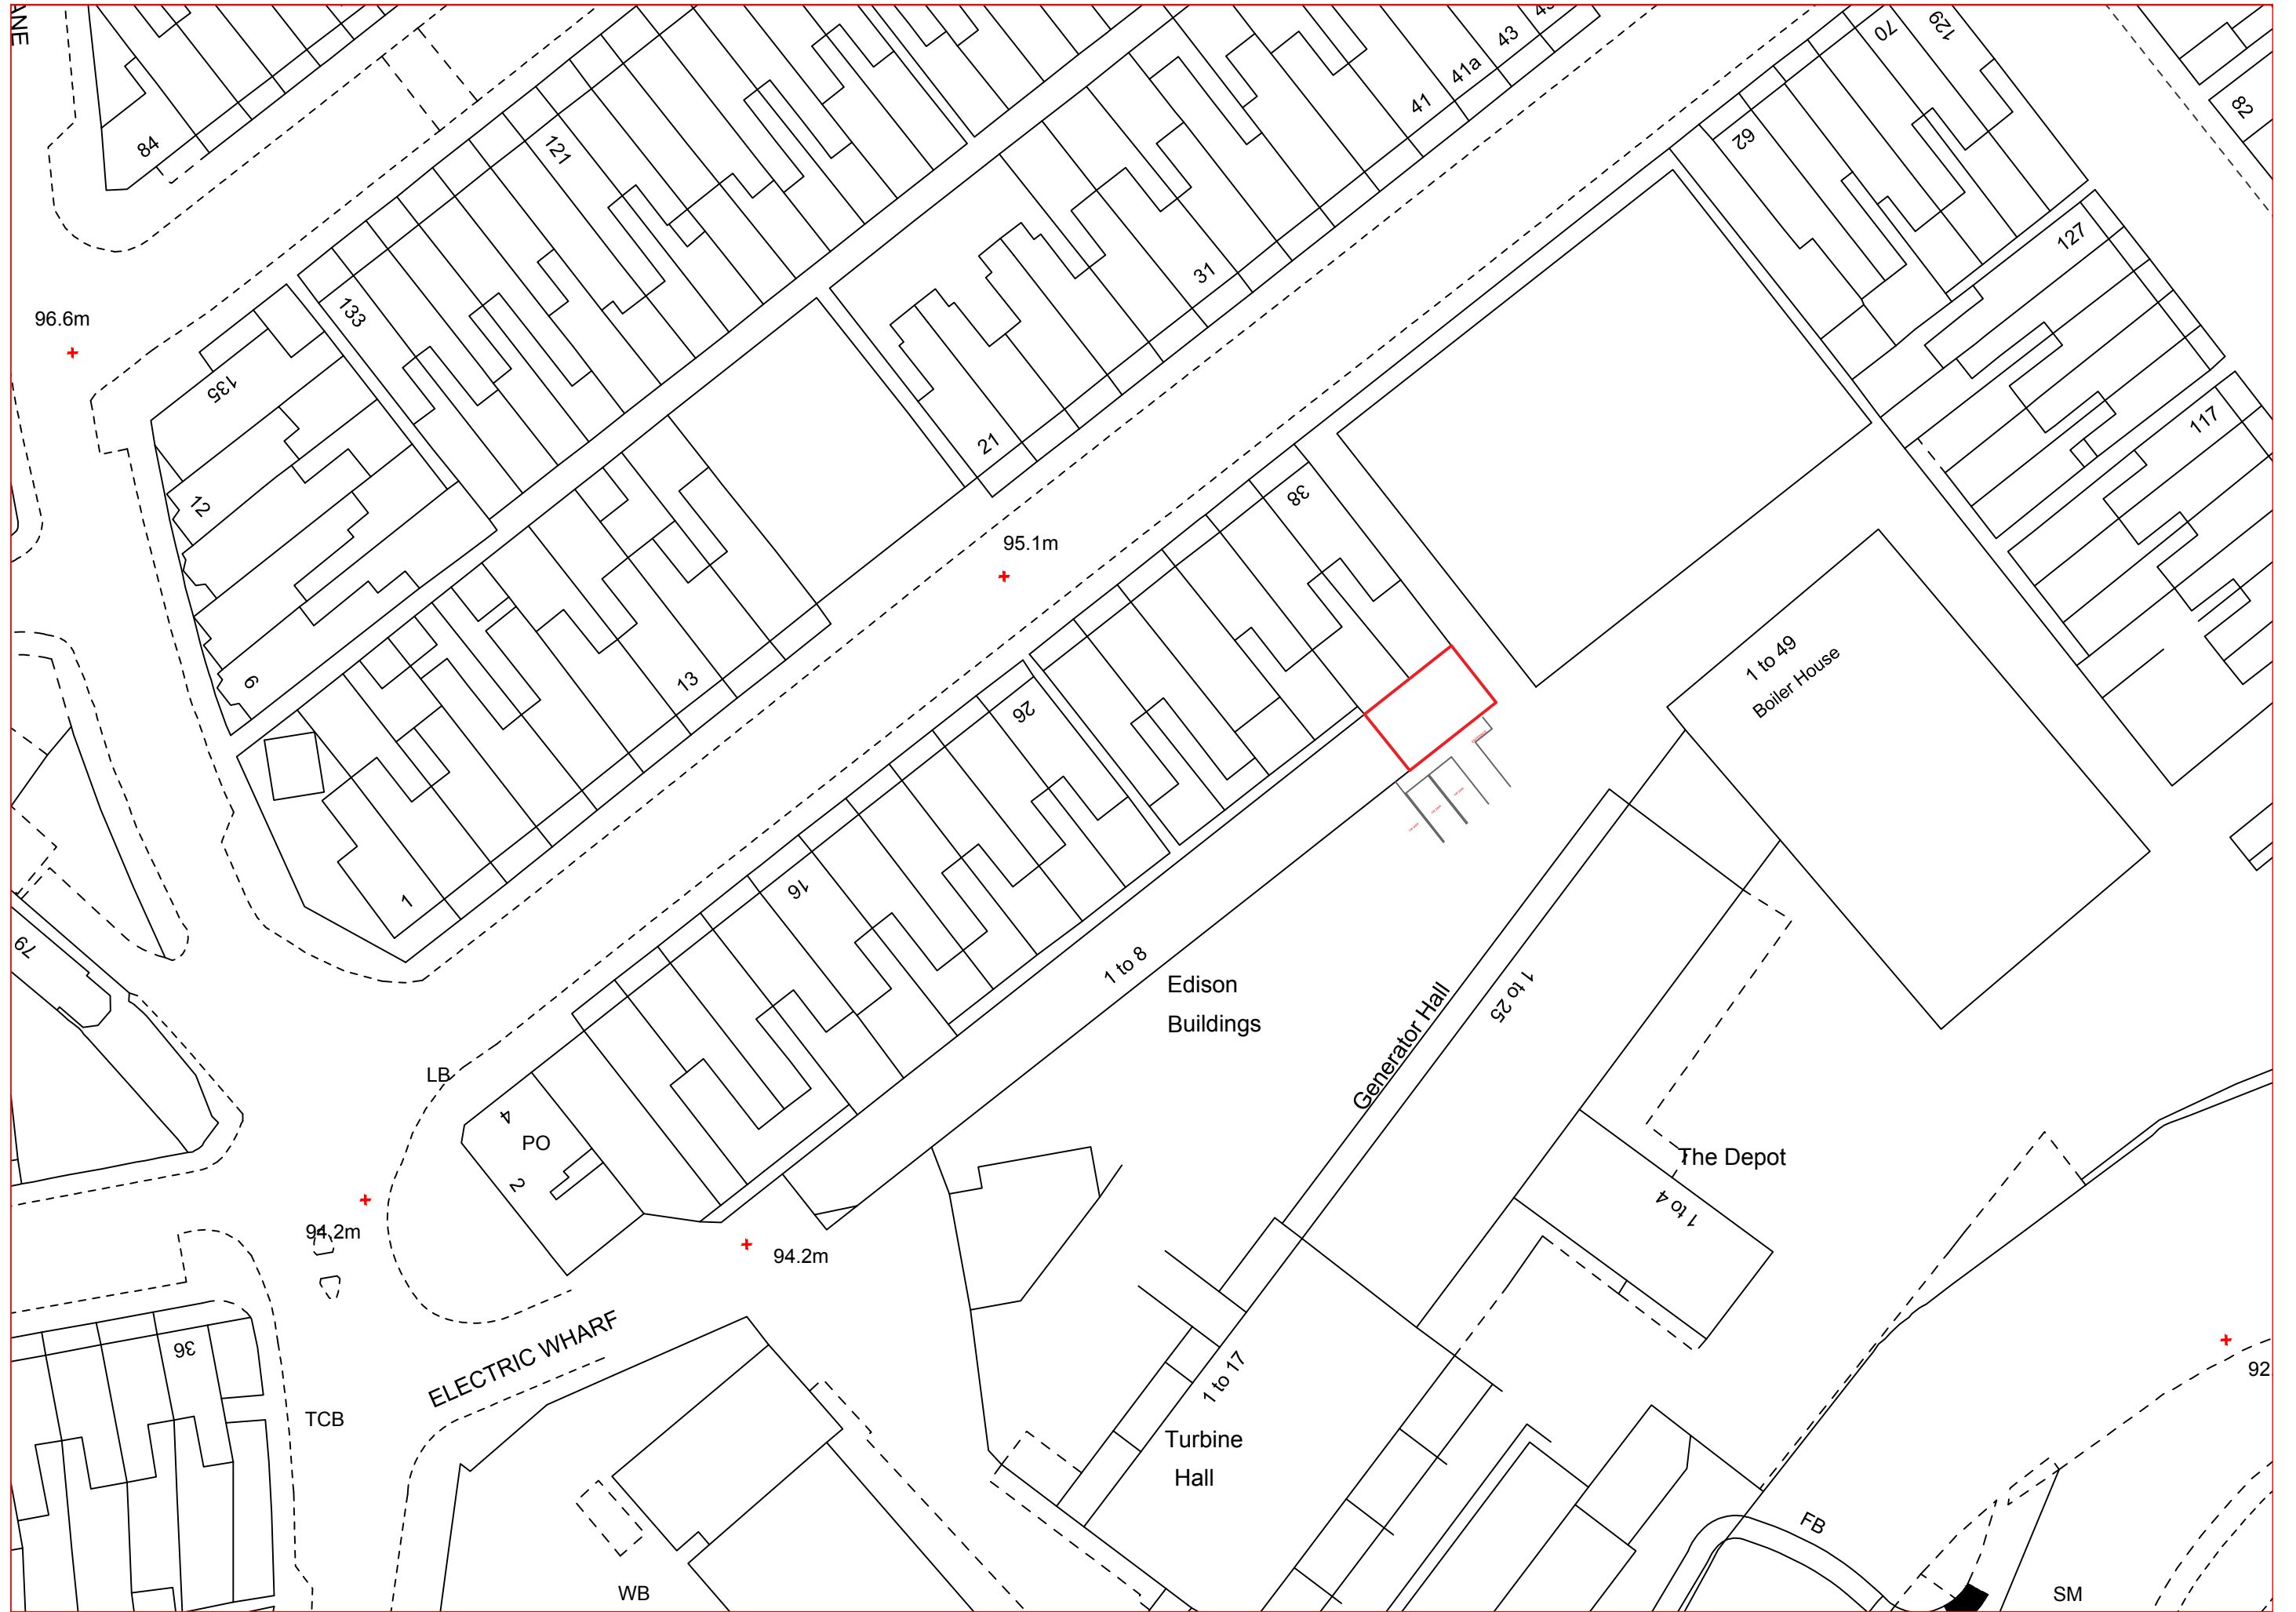 ANE
84
121
41
41a
43
70
129
62
82
127
96.6m
133
135
31
117
12
21
38
95.1m
6
13
26
1 to 49
Boiler House
1
16
79
1 to 8
Edison
Buildings
Generator Hall
1 to 25
LB
4
PO
2
The Depot
1 to 4
94.2m
94.2m
ELECTRIC WHARF
36
92
TCB
1 to 17
Turbine
Hall
FB
WB
SM